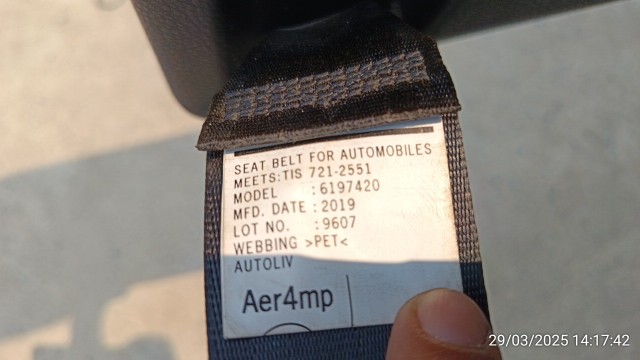 SEAT BELT FOR AUTOMOBILES
MEETS:TIS 721-2551
MODEL : 6197420
MFD. DATE : 2019
LOT NO. : 9607
WEBBING >PET<
AUTOLIV
Aer4mp
29/03/2025 14:17:42